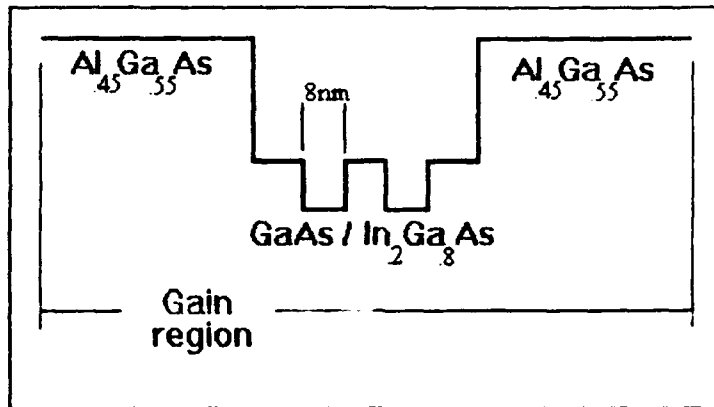 Al.45Ga.55As
Al.45Ga.55As
8nm
GaAs / In.2Ga.8As
Gain
region